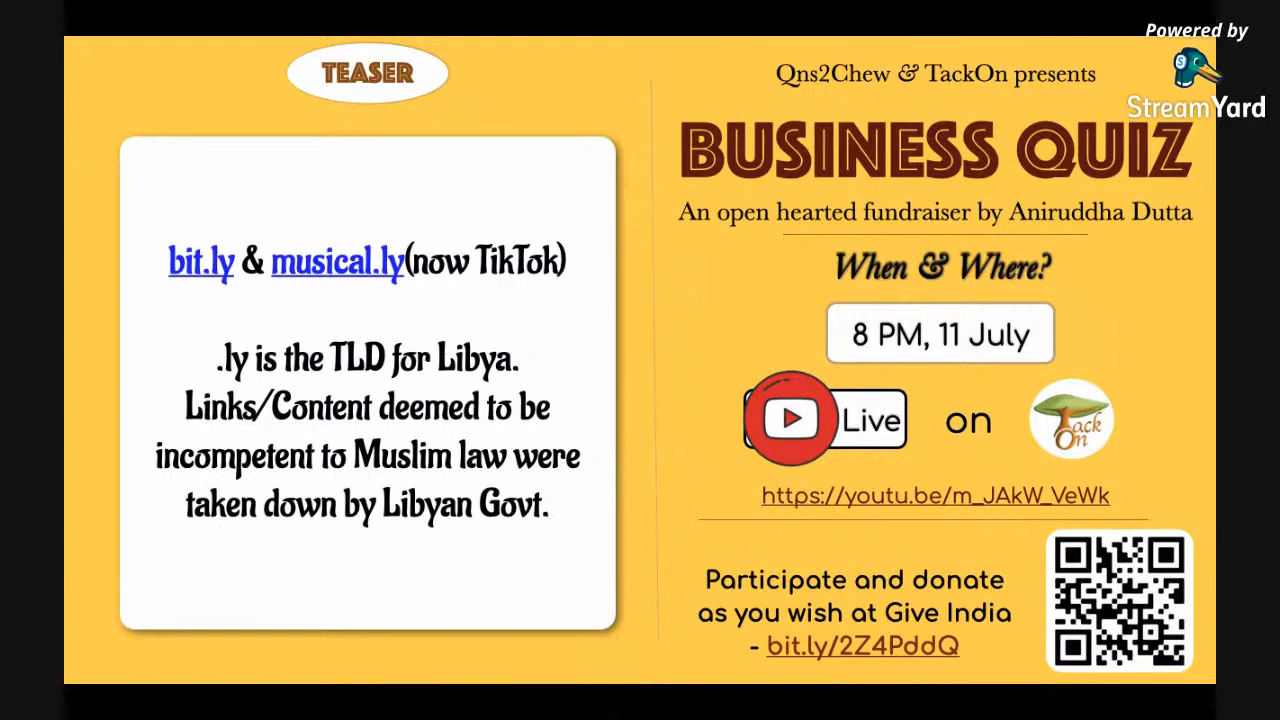 Powered by
StreamYard
TEASER
bit.ly & musical.ly(now TikTok)
.ly is the TLD for Libya.
Links/Content deemed to be
incompetent to Muslim law were
taken down by Libyan Govt.
Qns2Chew & TackOn presents
BUSINESS QUIZ
An open hearted fundraiser by Aniruddha Dutta
When & Where?
8 PM, 11 July
Live on Tack On
https://youtu.be/m_JAkW_VeWk
Participate and donate
as you wish at Give India
- bit.ly/2Z4PddQ